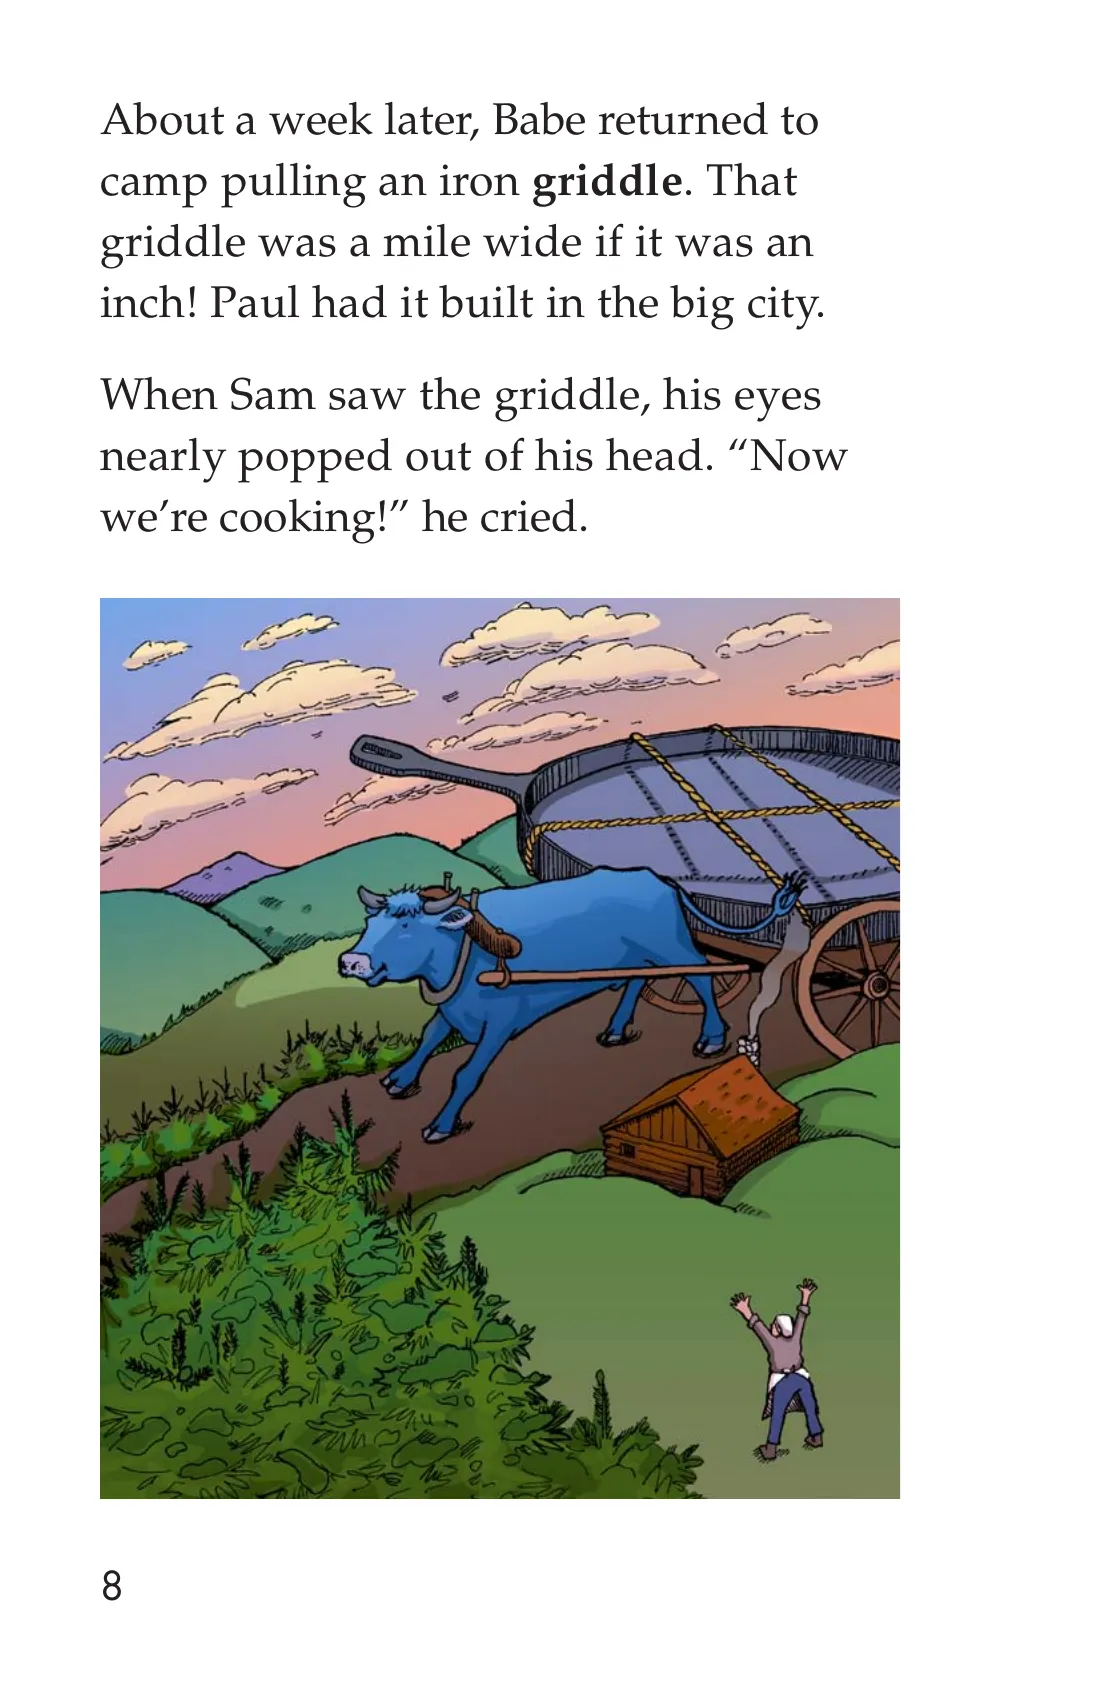 About a week later, Babe returned to
camp pulling an iron griddle. That
griddle was a mile wide if it was an
inch! Paul had it built in the big city.
When Sam saw the griddle, his eyes
nearly popped out of his head. “Now
we’re cooking!” he cried.
8